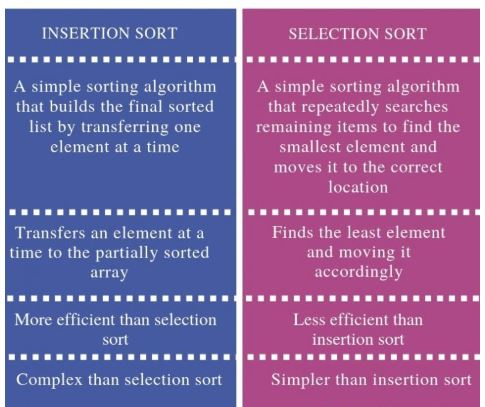 INSERTION SORT
A simple sorting algorithm
that builds the final sorted
list by transferring one
element at a time
Transfers an element at a
time to the partially sorted
array
More efficient than selection
sort
Complex than selection sort
SELECTION SORT
A simple sorting algorithm
that repeatedly searches
remaining items to find the
smallest element and
moves it to the correct
location
Finds the least element
and moving it
accordingly
Less efficient than
insertion sort
Simpler than insertion sort